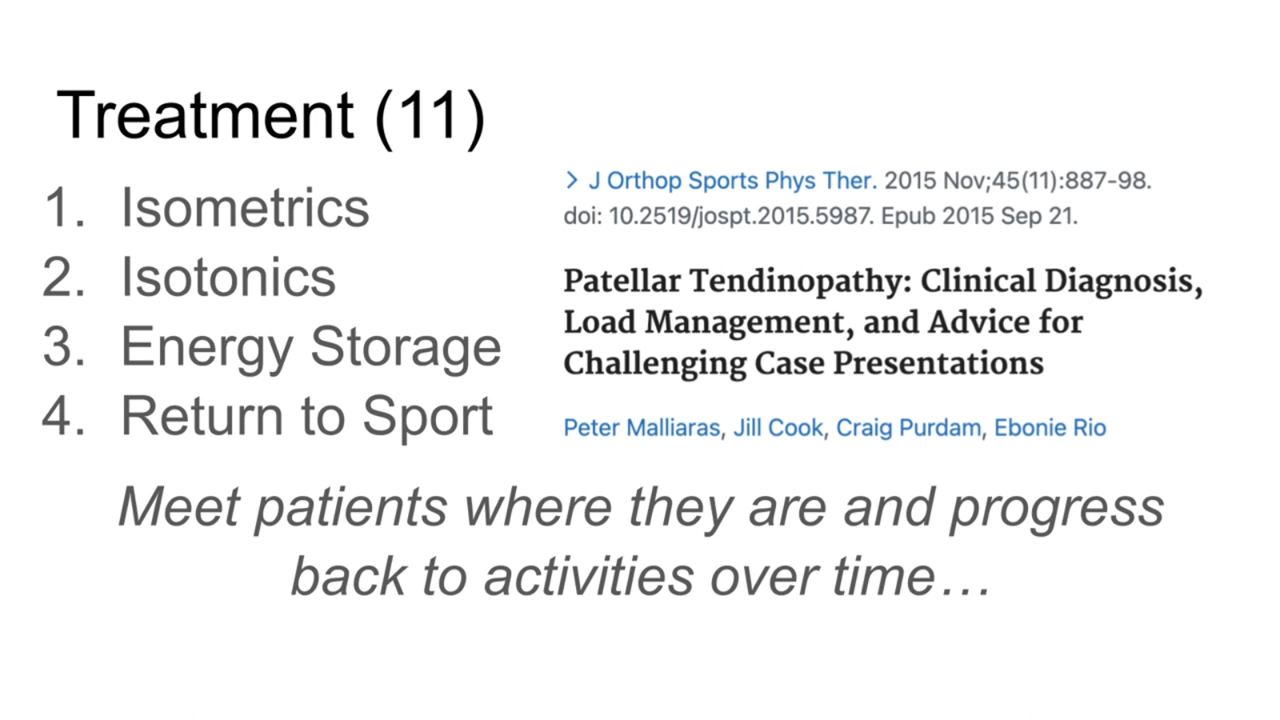 Treatment (11)
1. Isometrics
2. Isotonics
3. Energy Storage
4. Return to Sport
> J Orthop Sports Phys Ther. 2015 Nov;45(11):887-98.
doi: 10.2519/jospt.2015.5987. Epub 2015 Sep 21.
Patellar Tendinopathy: Clinical Diagnosis,
Load Management, and Advice for
Challenging Case Presentations
Peter Malliaras, Jill Cook, Craig Purdam, Ebonie Rio
Meet patients where they are and progress
back to activities over time…